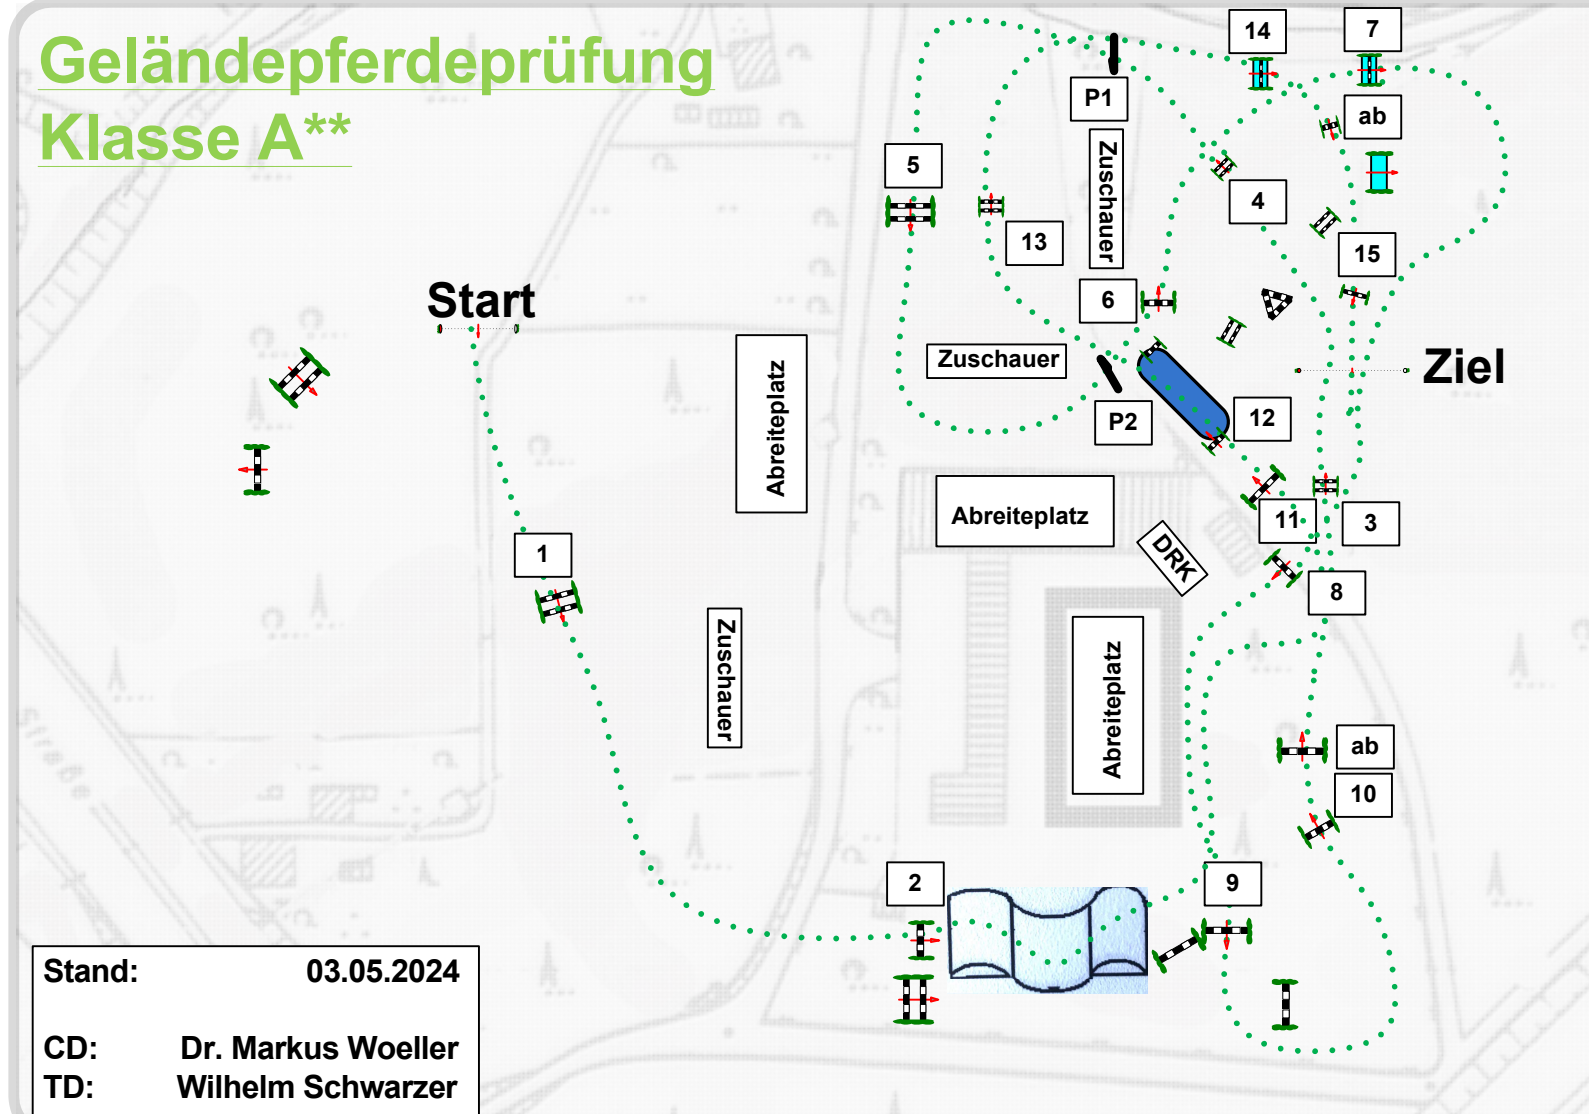 Geländepferdeprüfung
Klasse A**
14
7
P1
ab
Zuschauer
5
4
13
15
6
Start
Zuschauer
Ziel
Abreiteplatz
P2
12
Abreiteplatz
11
3
DRK
1
8
Zuschauer
Abreiteplatz
ab
10
2
9
Straße
Stand: 03.05.2024
CD: Dr. Markus Woeller
TD: Wilhelm Schwarzer